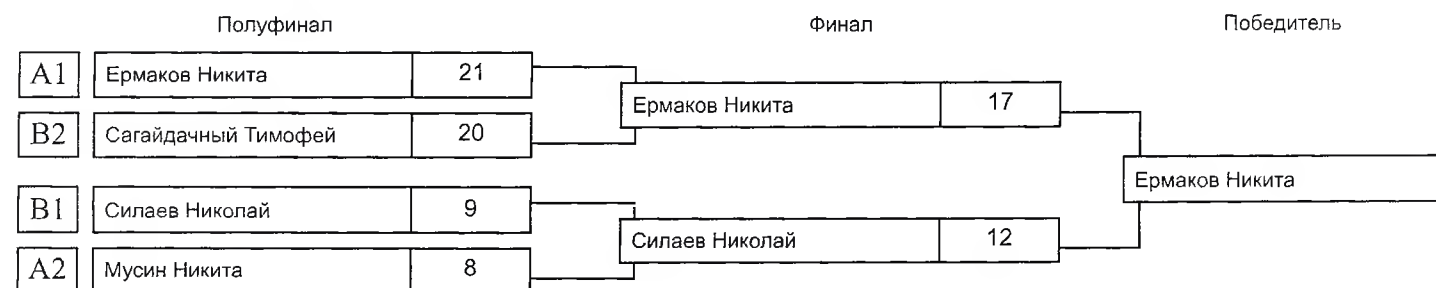 Полуфинал Финал Победитель
A1 Ермаков Никита 21
Ермаков Никита 17
B2 Сагайдачный Тимофей 20
Ермаков Никита
B1 Силаев Николай 9
Силаев Николай 12
A2 Мусин Никита 8